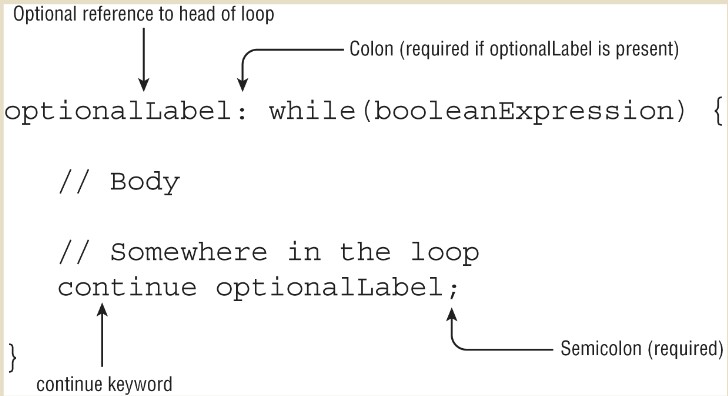 Optional reference to head of loop
Colon (required if optionalLabel is present)
optionalLabel: while(booleanExpression) {
// Body
// Somewhere in the loop
continue optionalLabel;
Semicolon (required)
}
continue keyword